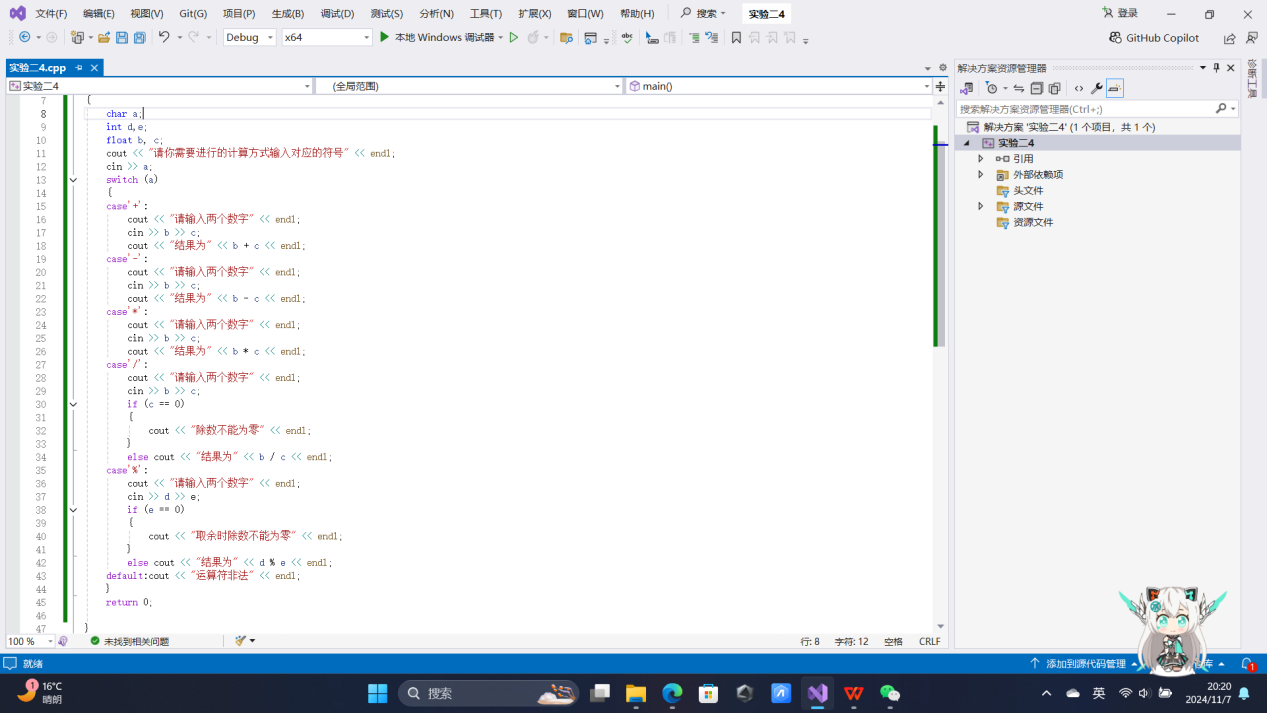 文件(F) 编辑(E) 视图(V) Git(G) 项目(P) 生成(B) 调试(D) 测试(S) 分析(N) 工具(T) 扩展(X) 窗口(W) 帮助(H) 搜索 实验二4 登录
Debug x64 本地 Windows 调试器 GitHub Copilot
实验二4.cpp
实验二4 (全局范围) main()
7 {
8 char a;
9 int d,e;
10 float b, c;
11 cout << "请你需要进行的计算方式输入对应的符号" << endl;
12 cin >> a;
13 switch (a)
14 {
15 case'+':
16 cout << "请输入两个数字" << endl;
17 cin >> b >> c;
18 cout << "结果为" << b + c << endl;
19 case'-':
20 cout << "请输入两个数字" << endl;
21 cin >> b >> c;
22 cout << "结果为" << b - c << endl;
23 case'*':
24 cout << "请输入两个数字" << endl;
25 cin >> b >> c;
26 cout << "结果为" << b * c << endl;
27 case'/':
28 cout << "请输入两个数字" << endl;
29 cin >> b >> c;
30 if (c == 0)
31 {
32 cout << "除数不能为零" << endl;
33 }
34 else cout << "结果为" << b / c << endl;
35 case'%':
36 cout << "请输入两个数字" << endl;
37 cin >> d >> e;
38 if (e == 0)
39 {
40 cout << "取余时除数不能为零" << endl;
41 }
42 else cout << "结果为" << d % e << endl;
43 default:cout << "运算符非法" << endl;
44 }
45 return 0;
46
47 }
100 % 未找到相关问题 行: 8 字符: 12 空格 CRLF
解决方案资源管理器
搜索解决方案资源管理器(Ctrl+;)
解决方案 '实验二4' (1 个项目，共 1 个)
实验二4
引用
外部依赖项
头文件
源文件
资源文件
诊断工具
就绪 添加到源代码管理 库 1
1 16°C
晴朗
搜索
英
20:20
2024/11/7